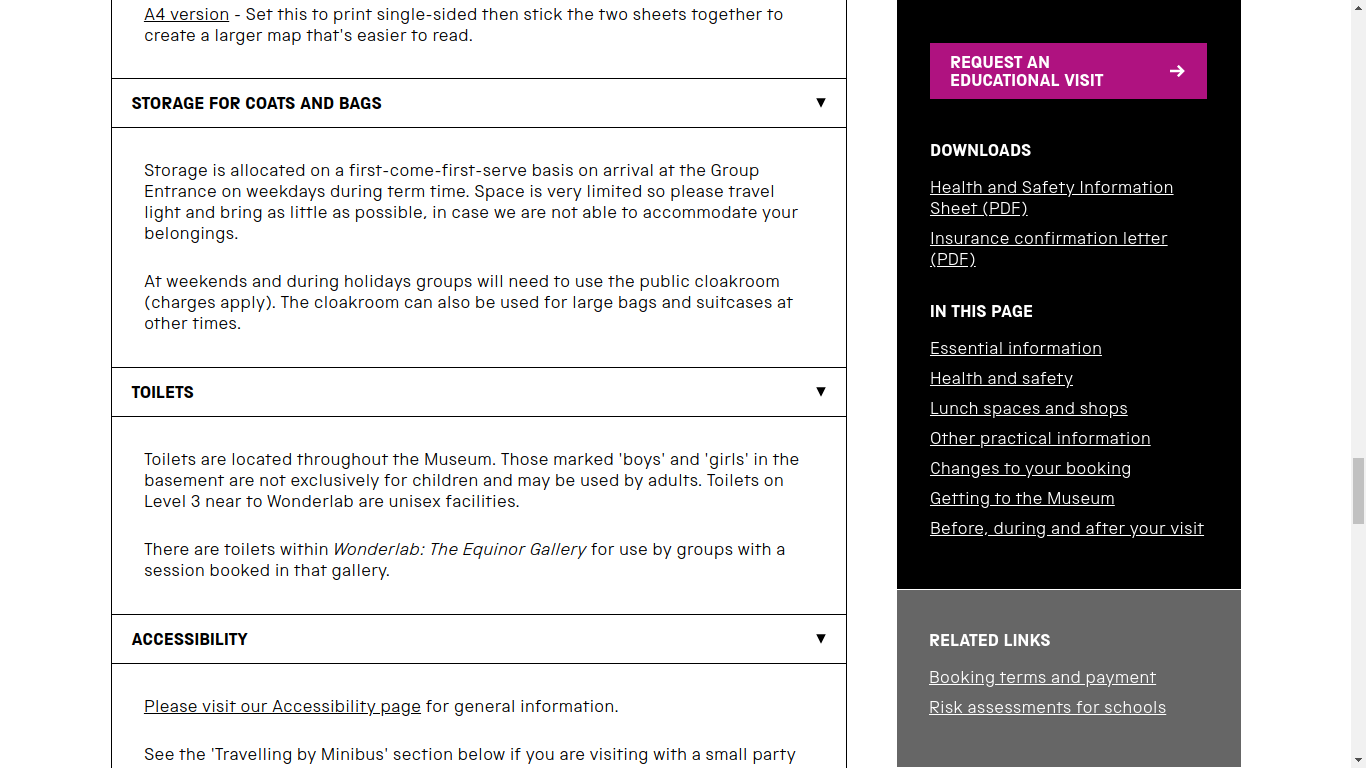 A4 version - Set this to print single-sided then stick the two sheets together to
create a larger map that's easier to read.
STORAGE FOR COATS AND BAGS ▼
Storage is allocated on a first-come-first-serve basis on arrival at the Group
Entrance on weekdays during term time. Space is very limited so please travel
light and bring as little as possible, in case we are not able to accommodate your
belongings.
At weekends and during holidays groups will need to use the public cloakroom
(charges apply). The cloakroom can also be used for large bags and suitcases at
other times.
TOILETS ▼
Toilets are located throughout the Museum. Those marked 'boys' and 'girls' in the
basement are not exclusively for children and may be used by adults. Toilets on
Level 3 near to Wonderlab are unisex facilities.
There are toilets within Wonderlab: The Equinor Gallery for use by groups with a
session booked in that gallery.
ACCESSIBILITY ▼
Please visit our Accessibility page for general information.
See the 'Travelling by Minibus' section below if you are visiting with a small party
REQUEST AN
EDUCATIONAL VISIT →
DOWNLOADS
Health and Safety Information
Sheet (PDF)
Insurance confirmation letter
(PDF)
IN THIS PAGE
Essential information
Health and safety
Lunch spaces and shops
Other practical information
Changes to your booking
Getting to the Museum
Before, during and after your visit
RELATED LINKS
Booking terms and payment
Risk assessments for schools